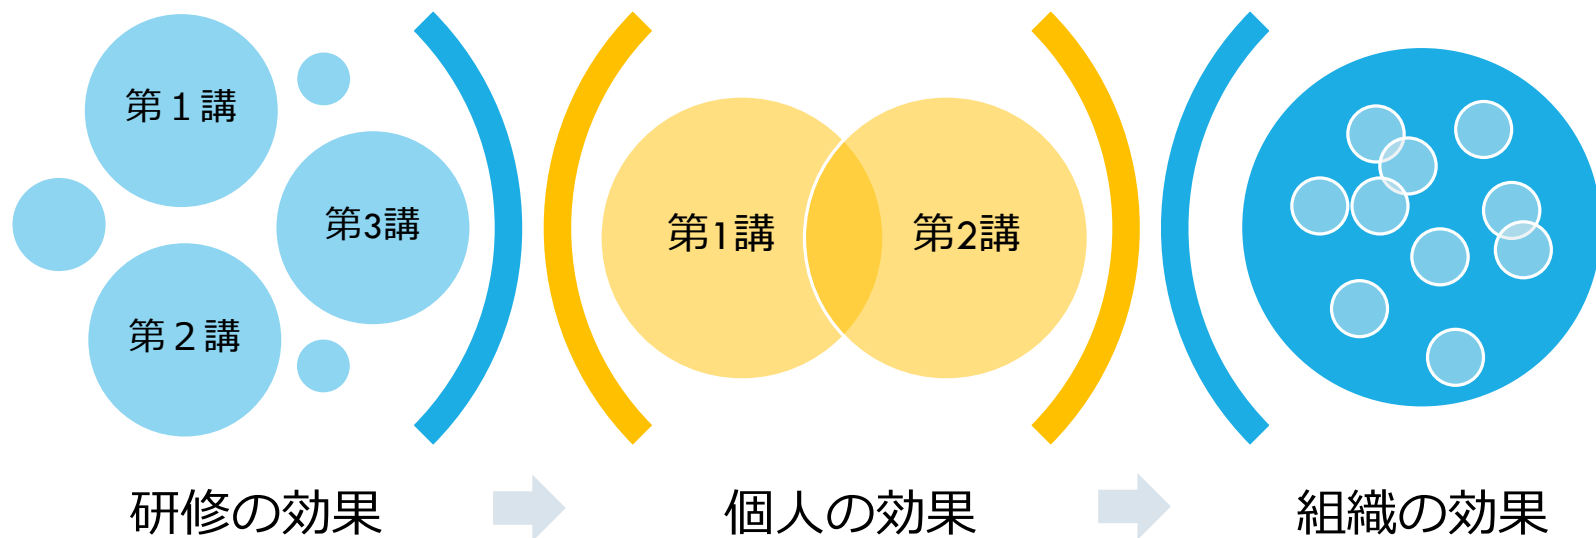 第１講
第3講
第２講
第1講
第2講
研修の効果
個人の効果
組織の効果